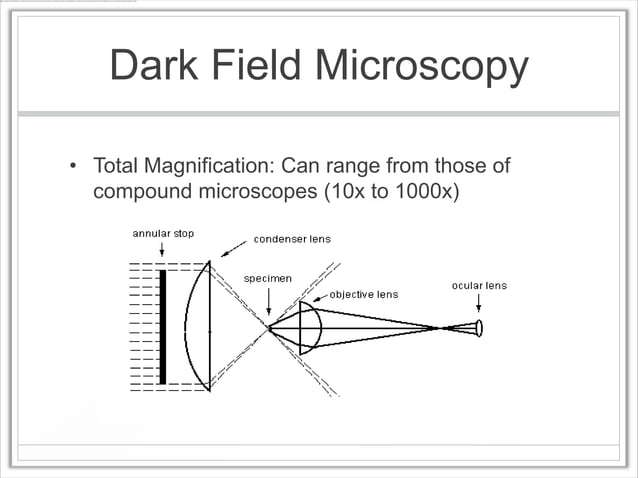 Dark Field Microscopy
• Total Magnification: Can range from those of
compound microscopes (10x to 1000x)
annular stop
condenser lens
specimen
objective lens
ocular lens